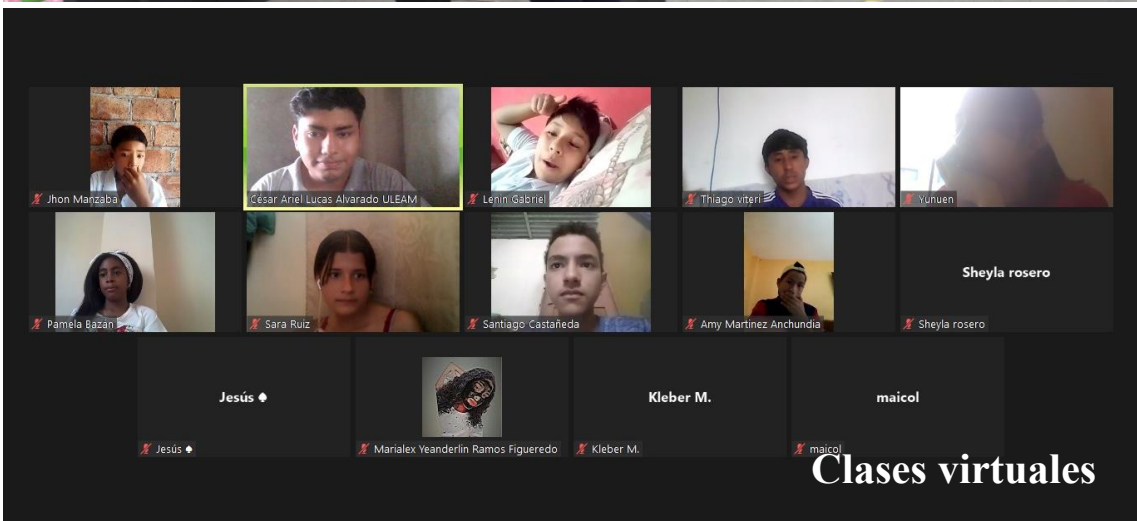 Jhon Manzaba
César Ariel Lucas Alvarado ULEAM
Lenin Gabriel
Thiago viteri
Yunuen
Pamela Bazán
Sara Ruiz
Santiago Castañeda
Amy Martinez Anchundia
Sheyla rosero
Sheyla rosero
Jesús ♠
Jesús ♠
Marialex Yeanderlin Ramos Figueredo
Kleber M.
Kleber M.
maicol
maicol
Clases virtuales